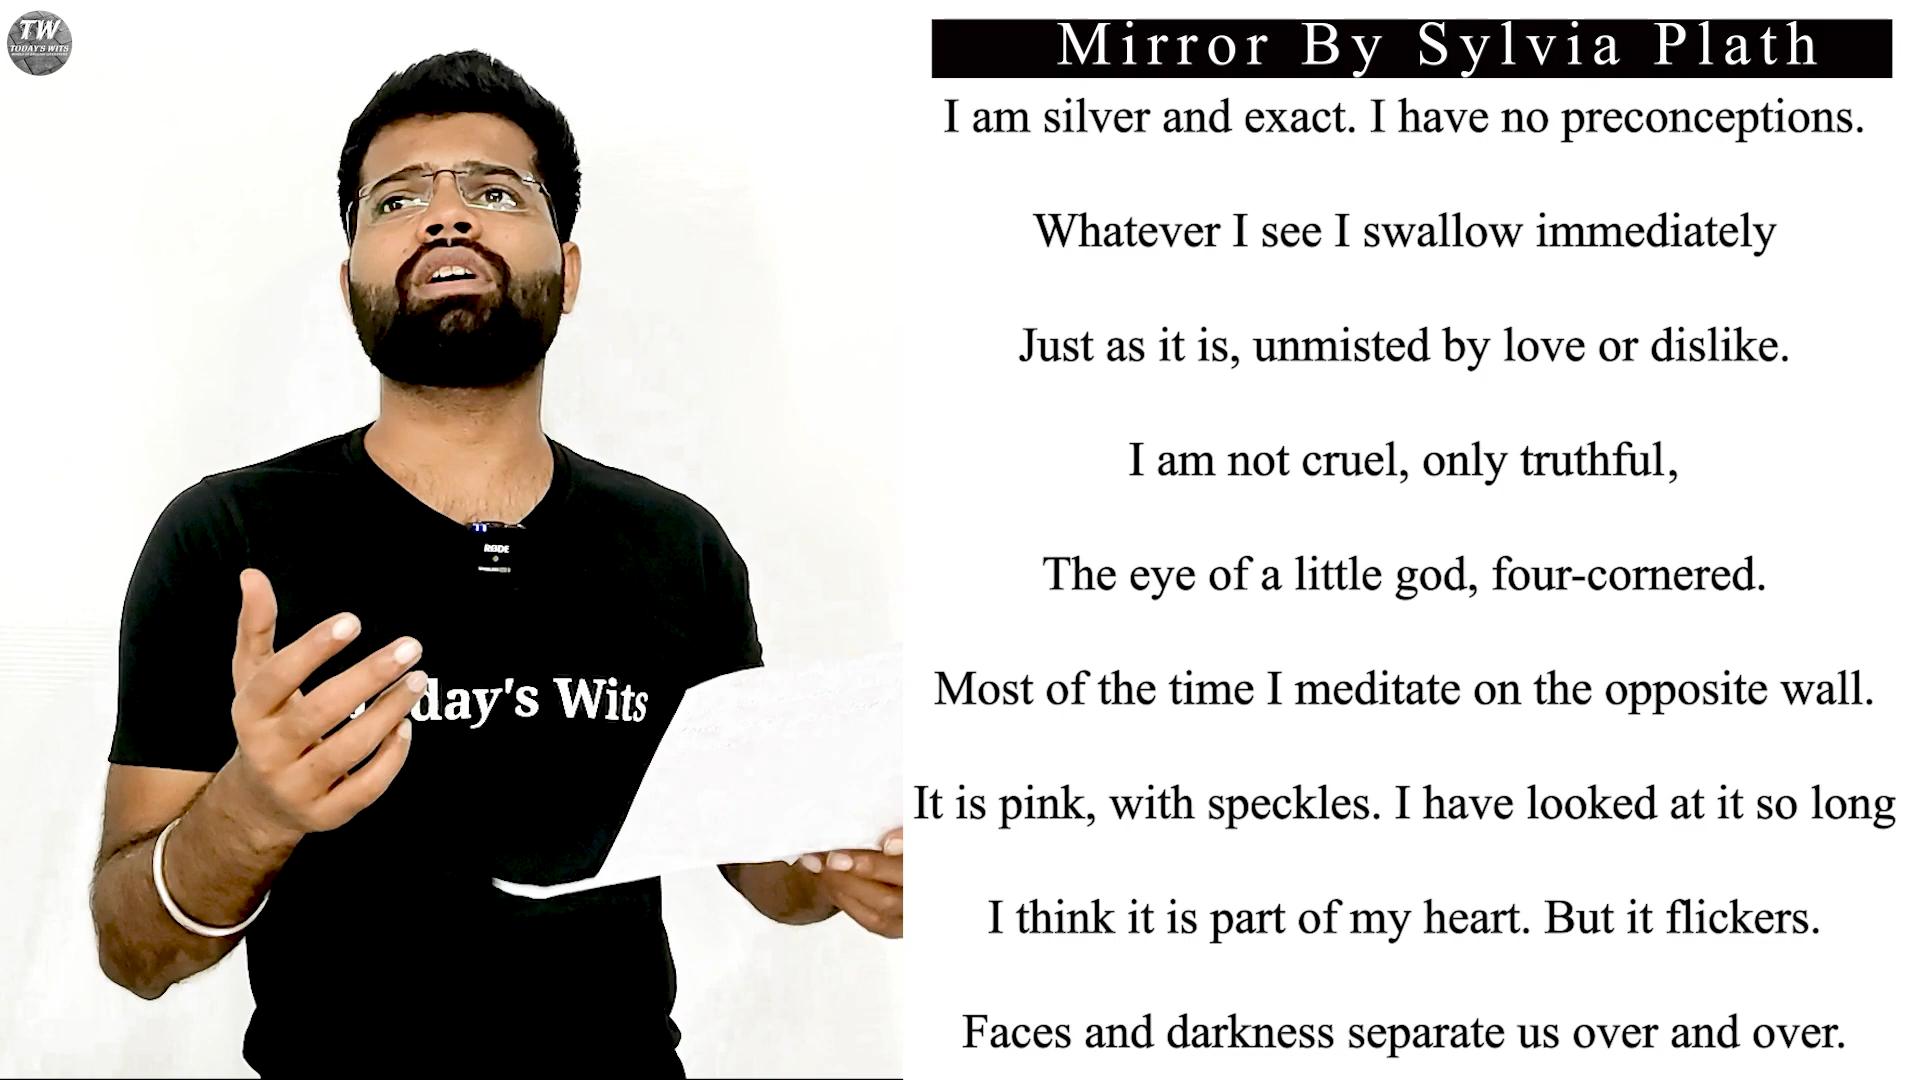 TW
TODAY'S WITS
Mirror By Sylvia Plath
I am silver and exact. I have no preconceptions.
Whatever I see I swallow immediately
Just as it is, unmisted by love or dislike.
I am not cruel, only truthful,
The eye of a little god, four-cornered.
Most of the time I meditate on the opposite wall.
It is pink, with speckles. I have looked at it so long
I think it is part of my heart. But it flickers.
Faces and darkness separate us over and over.
RØDE
day's Wits